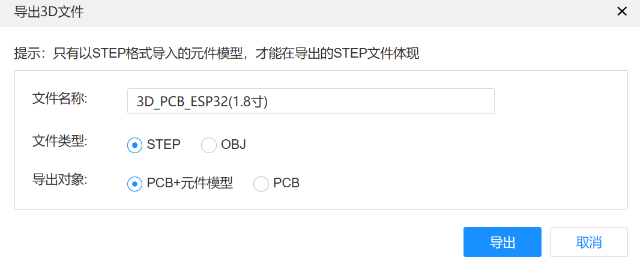 导出3D文件
提示：只有以STEP格式导入的元件模型，才能在导出的STEP文件体现
文件名称: 3D_PCB_ESP32(1.8寸)
文件类型: STEP OBJ
导出对象: PCB+元件模型 PCB
导出 取消